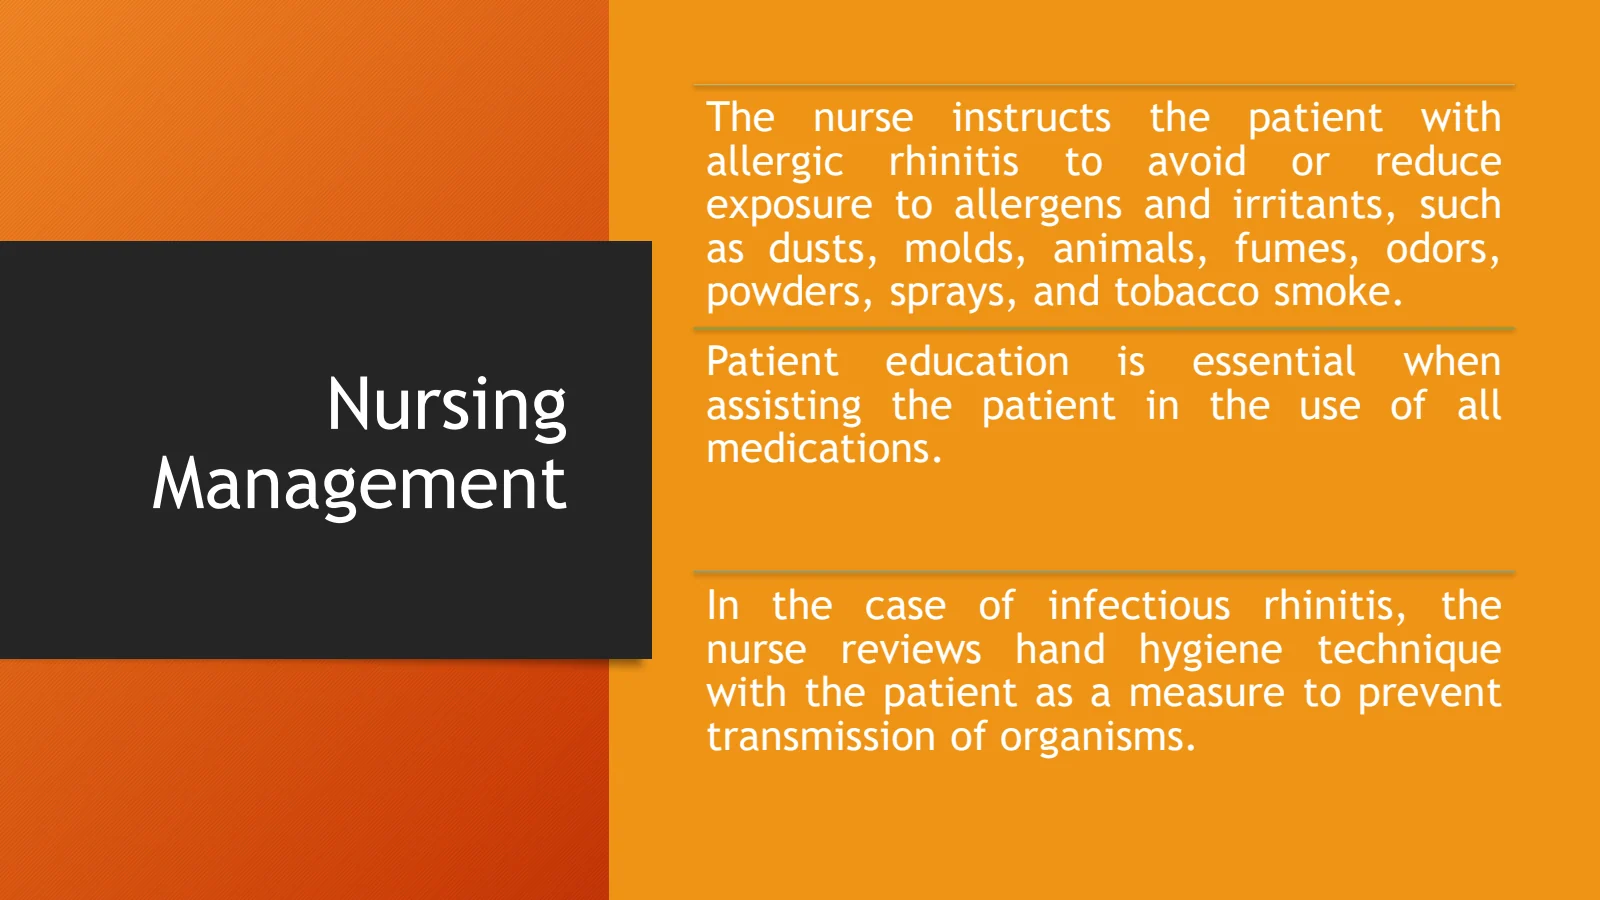 Nursing
Management
The nurse instructs the patient with
allergic rhinitis to avoid or reduce
exposure to allergens and irritants, such
as dusts, molds, animals, fumes, odors,
powders, sprays, and tobacco smoke.
Patient education is essential when
assisting the patient in the use of all
medications.
In the case of infectious rhinitis, the
nurse reviews hand hygiene technique
with the patient as a measure to prevent
transmission of organisms.